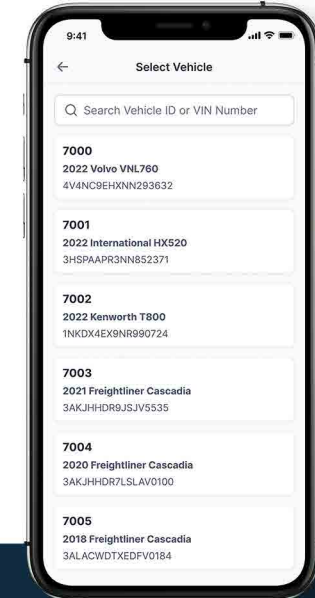 9:41
Select Vehicle
Search Vehicle ID or VIN Number
7000
2022 Volvo VNL760
4V4NC9EHXNN293632
7001
2022 International HX520
3HSPAAPR3NN852371
7002
2022 Kenworth T800
1NKDX4EX9NR990724
7003
2021 Freightliner Cascadia
3AKJHHDR9JSJV5535
7004
2020 Freightliner Cascadia
3AKJHHDR7LSLAV0100
7005
2018 Freightliner Cascadia
3ALACWDTXEDFV0184